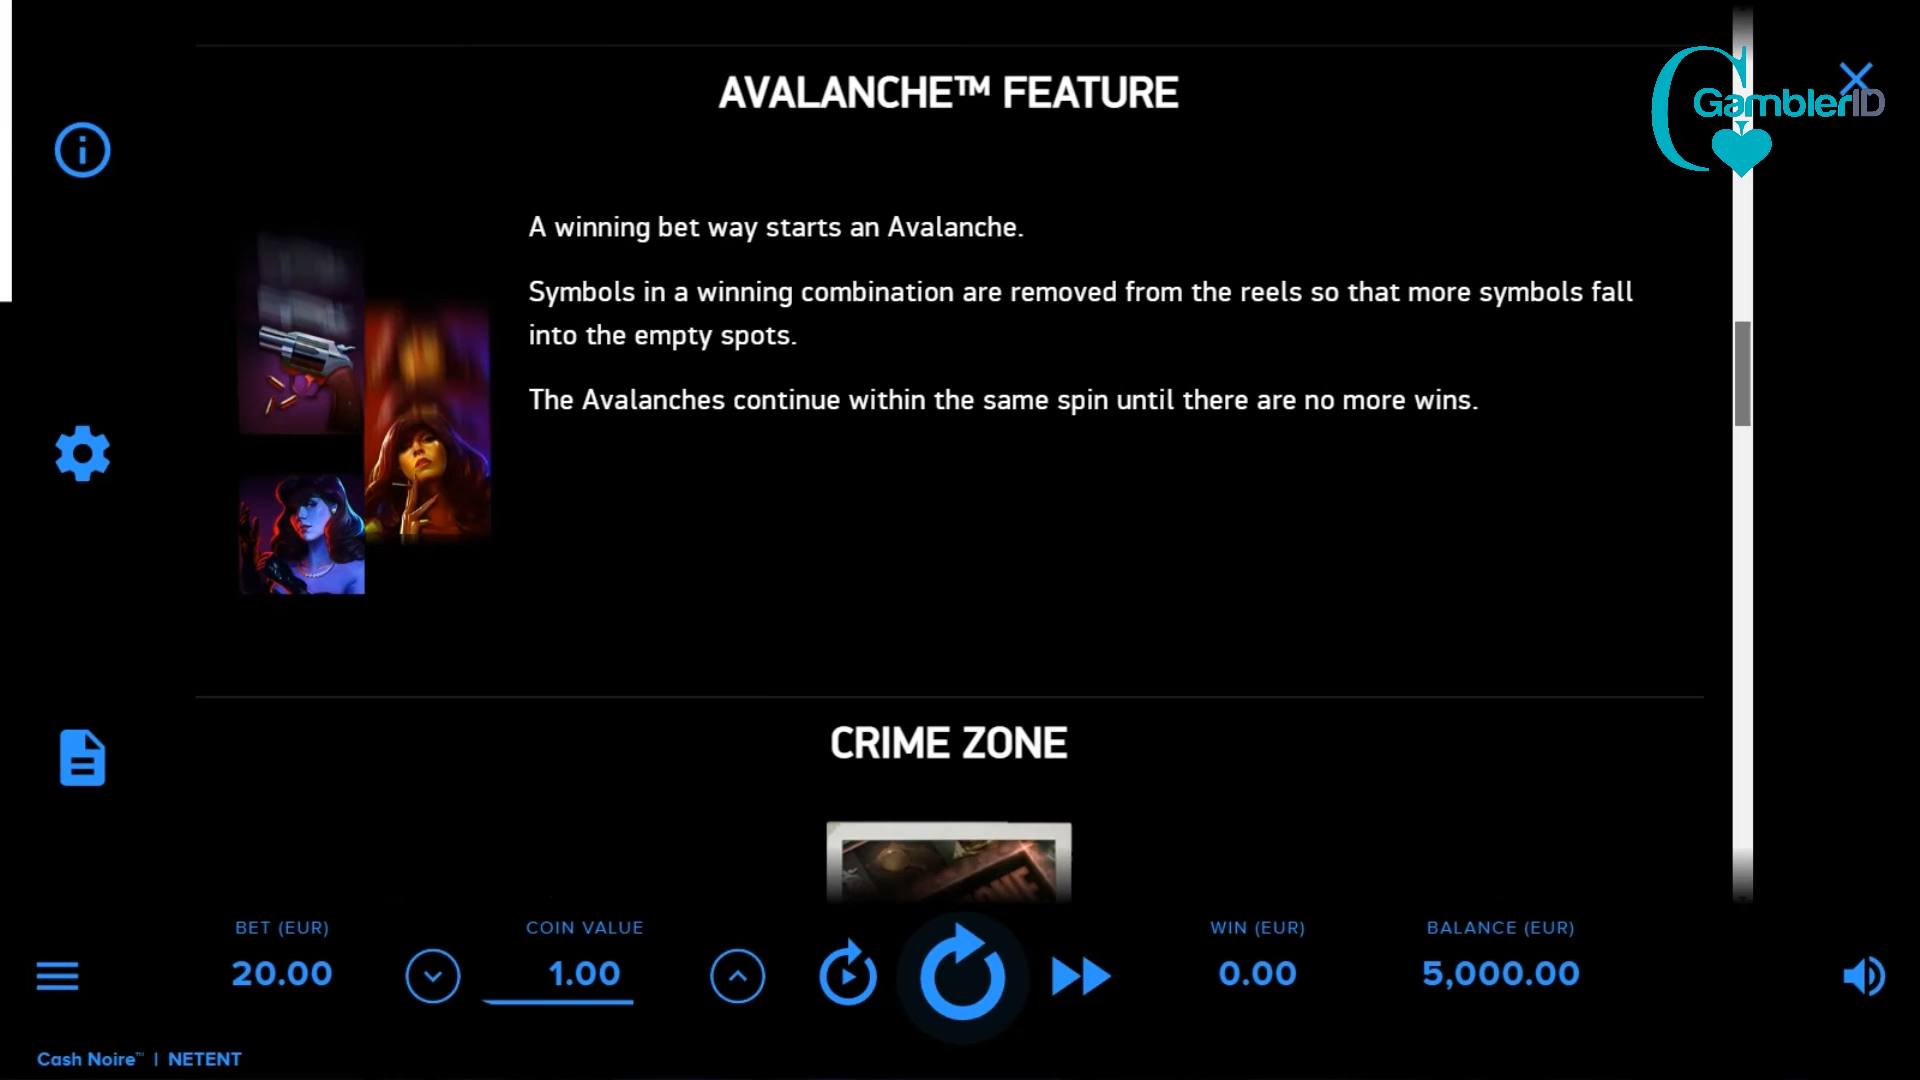 AVALANCHE™ FEATURE
GamblerID
A winning bet way starts an Avalanche.
Symbols in a winning combination are removed from the reels so that more symbols fall
into the empty spots.
The Avalanches continue within the same spin until there are no more wins.
CRIME ZONE
BET (EUR)
20.00
COIN VALUE
1.00
WIN (EUR)
0.00
BALANCE (EUR)
5,000.00
Cash Noire™ | NETENT